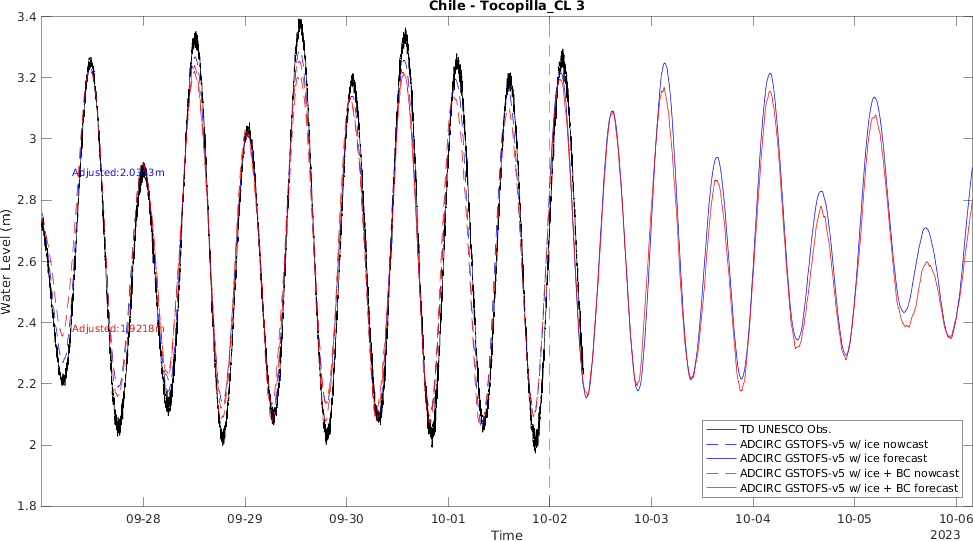 Chile - Tocopilla_CL 3
3.4
3.2
3
2.8
2.6
2.4
2.2
2
1.8
Water Level (m)
Adjusted:1.9218m
09-28
09-29
09-30
10-01
10-02
10-03
10-04
10-05
10-06
2023
Time
TD UNESCO Obs.
ADCIRC GSTOFS-v5 w/ ice nowcast
ADCIRC GSTOFS-v5 w/ ice forecast
ADCIRC GSTOFS-v5 w/ ice + BC nowcast
ADCIRC GSTOFS-v5 w/ ice + BC forecast